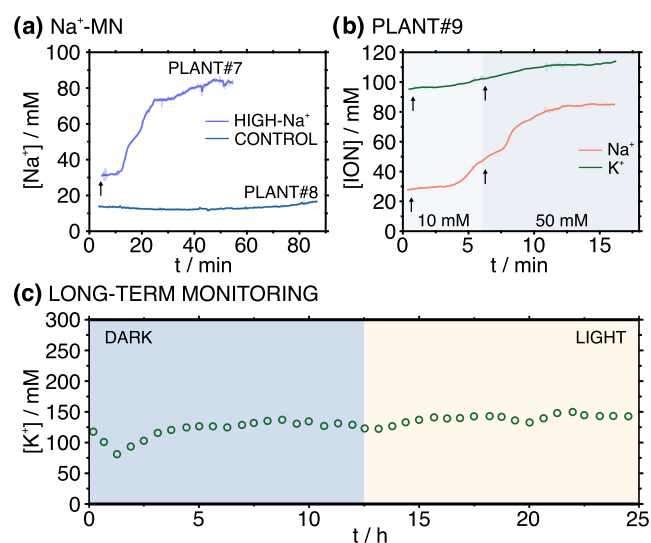 (a) Na⁺-MN
100
80
60
40
20
0
[Na⁺] / mM
PLANT#7
HIGH-Na⁺
CONTROL
PLANT#8
0 20 40 60 80
t / min
(b) PLANT#9
120
100
80
60
40
20
0
[ION] / mM
Na⁺
K⁺
10 mM 50 mM
0 5 10 15
t / min
(c) LONG-TERM MONITORING
300
250
200
150
100
50
0
[K⁺] / mM
DARK LIGHT
0 5 10 15 20 25
t / h